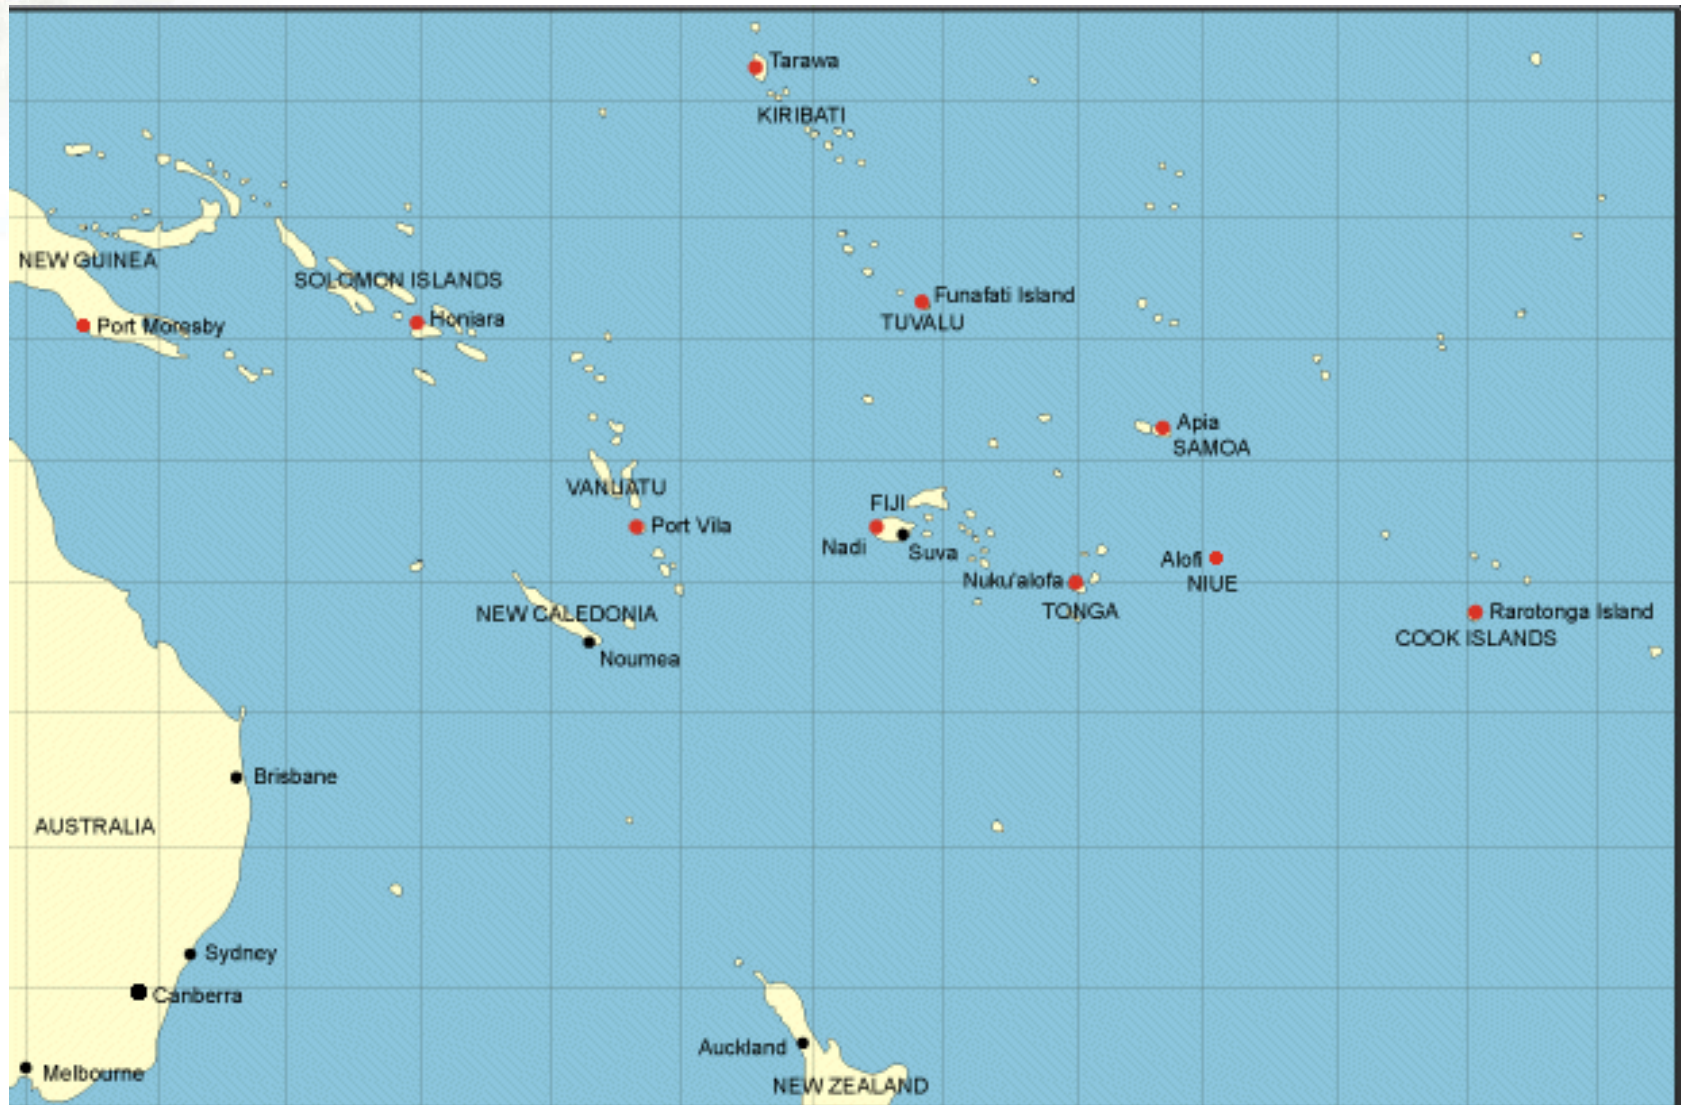 Tarawa
KIRIBATI
NEW GUINEA
SOLOMON ISLANDS
Funafati Island
Honiara
TUVALU
Port Moresby
Apia
SAMOA
VANUATU
FIJI
Port Vila
Nadi
Suva
Alofi
Nuku'alofa
NIUE
TONGA
Rarotonga Island
NEW CALEDONIA
COOK ISLANDS
Noumea
Brisbane
AUSTRALIA
Sydney
Canberra
Auckland
Melbourne
NEW ZEALAND